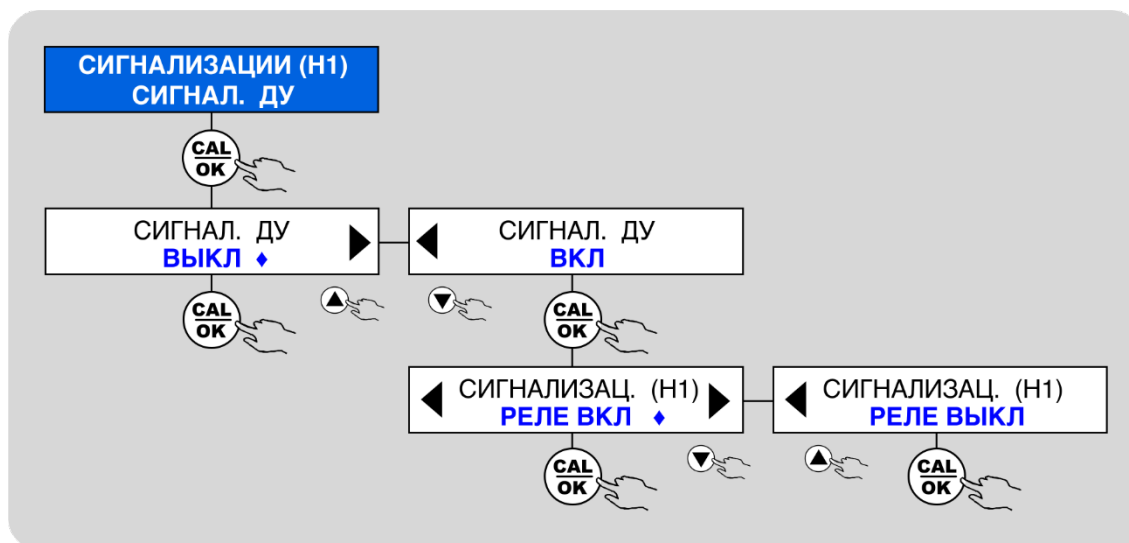 СИГНАЛИЗАЦИИ (H1)
СИГНАЛ. ДУ
CAL
OK
СИГНАЛ. ДУ
ВЫКЛ ♦
СИГНАЛ. ДУ
ВКЛ
CAL
OK
CAL
OK
СИГНАЛИЗАЦ. (H1)
РЕЛЕ ВКЛ ♦
СИГНАЛИЗАЦ. (H1)
РЕЛЕ ВЫКЛ
CAL
OK
CAL
OK